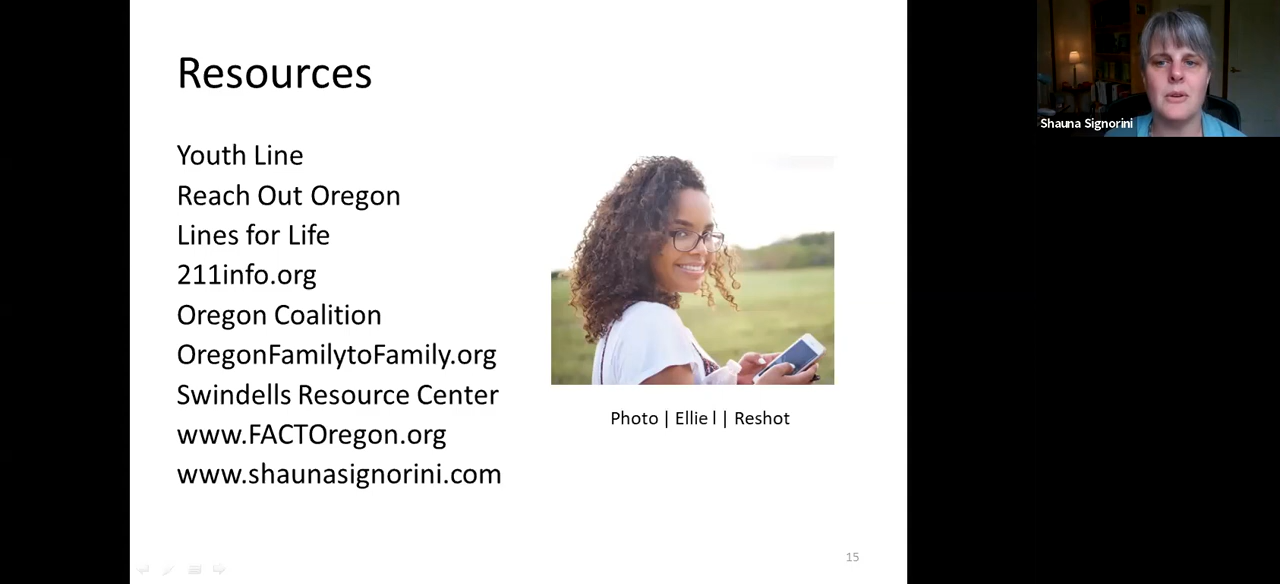 Resources
Youth Line
Reach Out Oregon
Lines for Life
211info.org
Oregon Coalition
OregonFamilytoFamily.org
Swindells Resource Center
www.FACTOregon.org
www.shaunasignorini.com
Photo | Ellie l | Reshot
15
Shauna Signorini